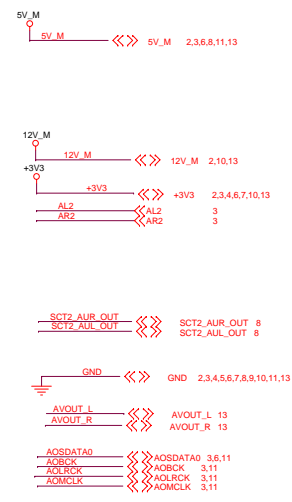 5V_M
5V_M
5V_M 2,3,6,8,11,13
12V_M
12V_M
12V_M 2,10,13
+3V3
+3V3
+3V3 2,3,4,6,7,10,13
AL2
AL2 3
AR2
AR2 3
SCT2_AUR_OUT
SCT2_AUR_OUT 8
SCT2_AUL_OUT
SCT2_AUL_OUT 8
GND
GND 2,3,4,5,6,7,8,9,10,11,13
AVOUT_L
AVOUT_L 13
AVOUT_R
AVOUT_R 13
AOSDATA0
AOSDATA0 3,6,11
AOBCK
AOBCK 3,11
AOLRCK
AOLRCK 3,11
AOMCLK
AOMCLK 3,11